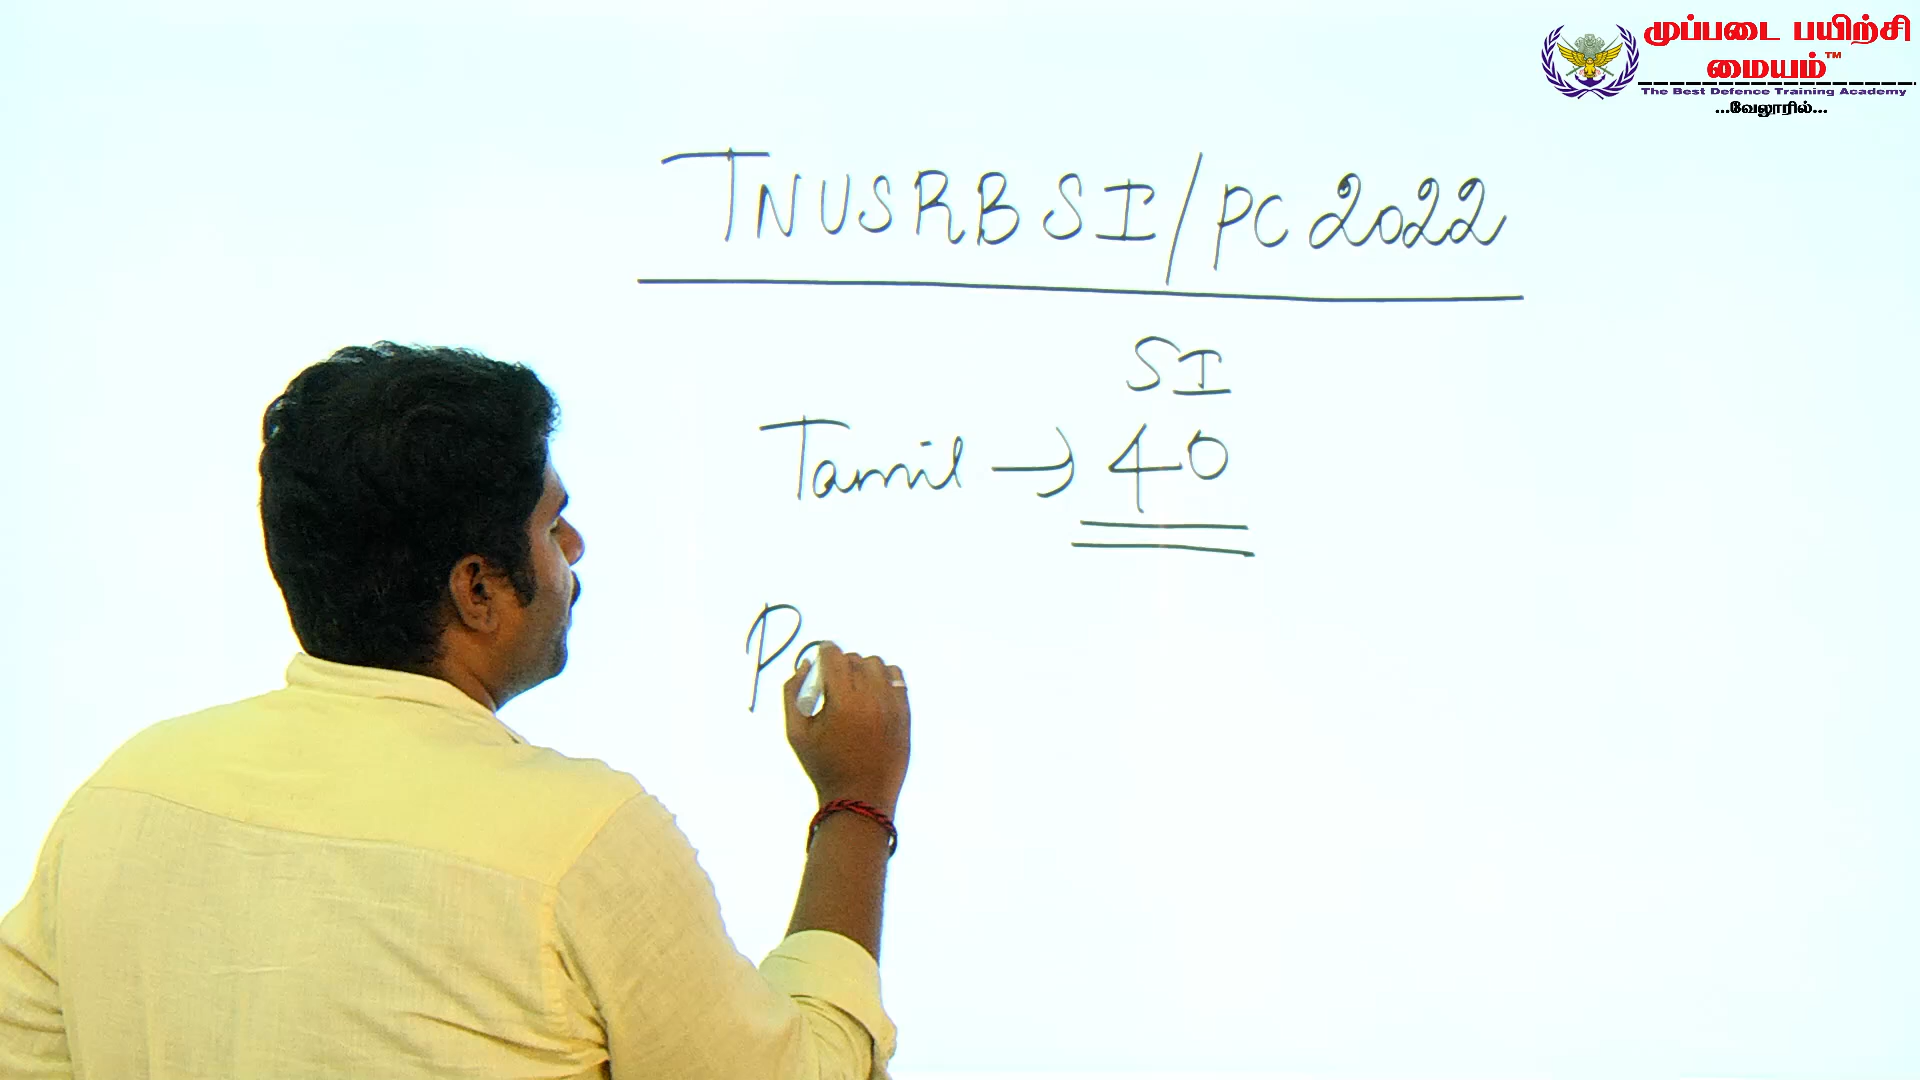 முப்படை பயிற்சி
மையம்™
The Best Defence Training Academy
...வேலூரில்...
TNUSRB SI/PC 2022
SI
Tamil → 40